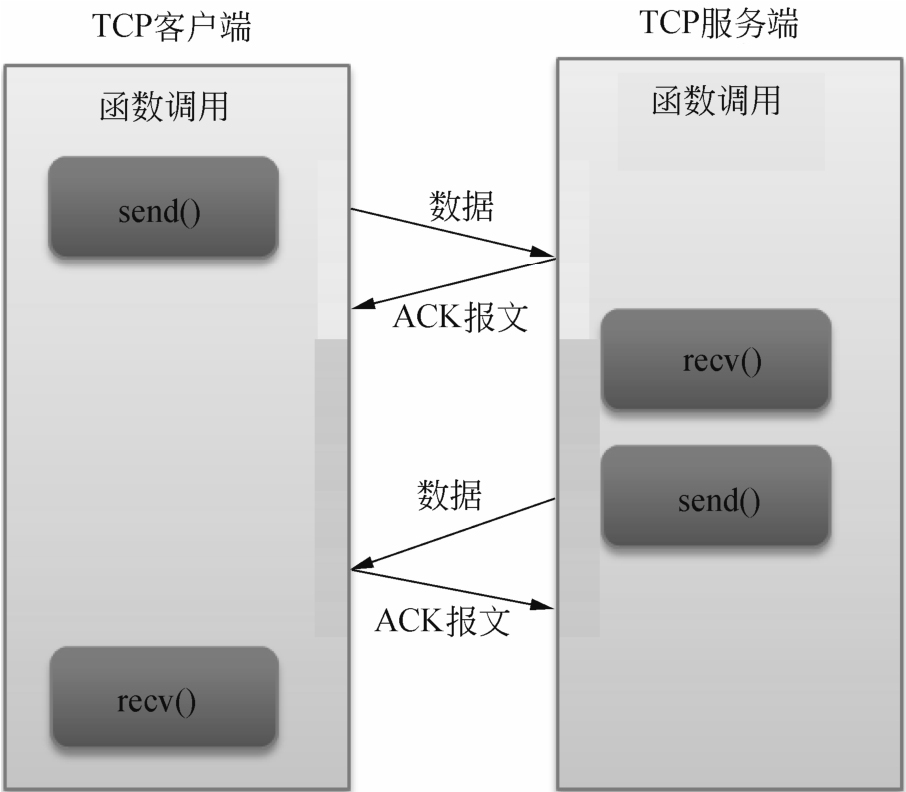 TCP客户端
TCP服务端
函数调用
函数调用
send()
数据
ACK报文
recv()
数据
send()
ACK报文
recv()